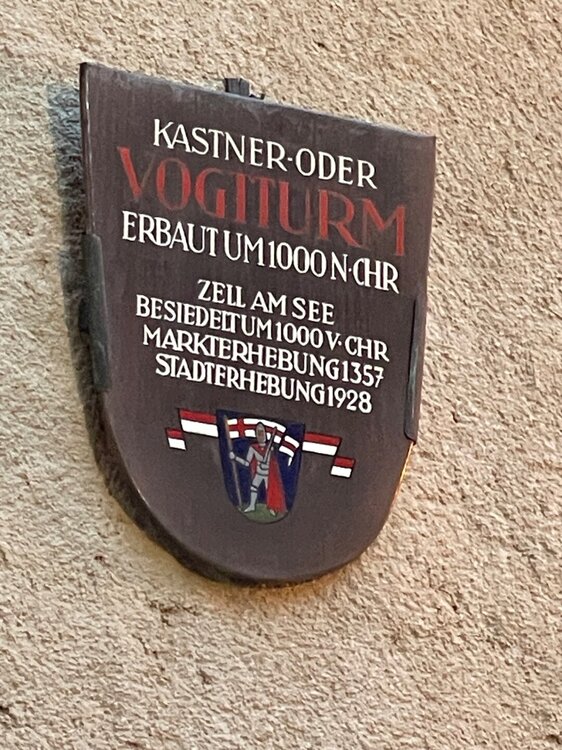 KASTNER-ODER
VOGTTURM
ERBAUT UM 1000 N·CHR
ZELL AM SEE
BESIEDELT UM 1000 V·CHR
MARKTERHEBUNG 1357
STADTERHEBUNG 1928